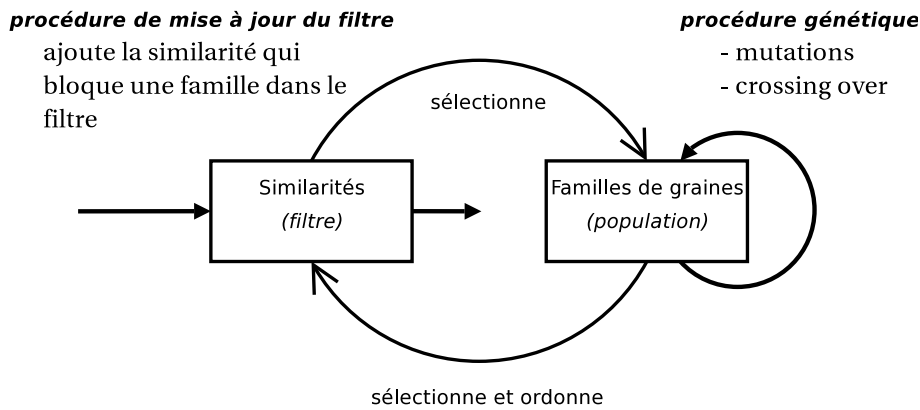 procédure de mise à jour du filtre
ajoute la similarité qui
bloque une famille dans le
filtre
procédure génétique
- mutations
- crossing over
sélectionne
Similarités
(filtre)
Familles de graines
(population)
sélectionne et ordonne